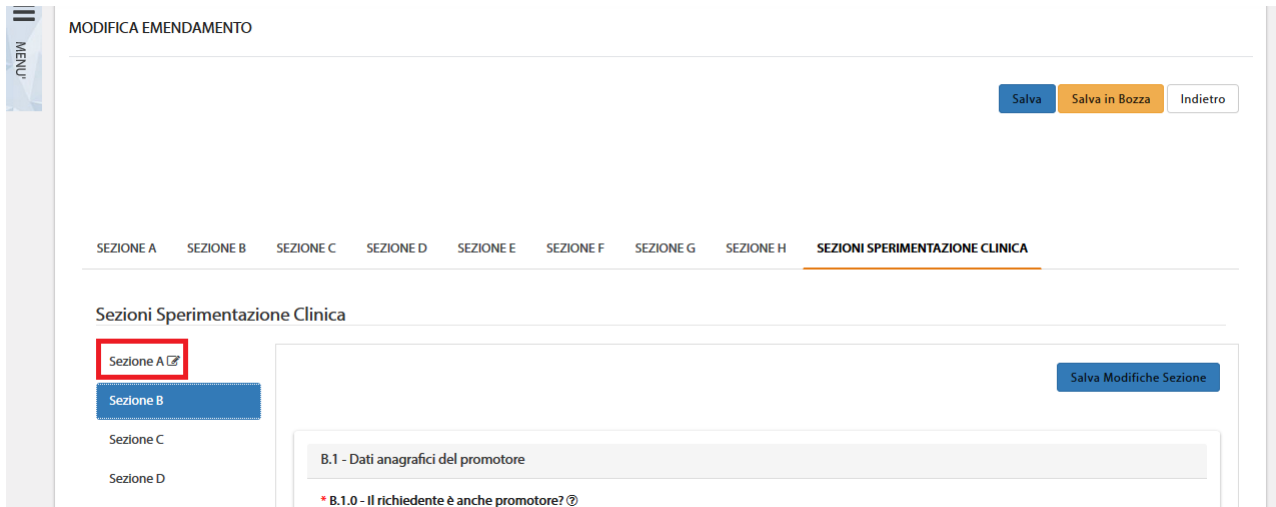 MENU'
MODIFICA EMENDAMENTO
Salva Salva in Bozza Indietro
SEZIONE A SEZIONE B SEZIONE C SEZIONE D SEZIONE E SEZIONE F SEZIONE G SEZIONE H SEZIONI SPERIMENTAZIONE CLINICA
Sezioni Sperimentazione Clinica
Sezione A
Salva Modifiche Sezione
Sezione B
Sezione C
B.1 - Dati anagrafici del promotore
Sezione D
* B.1.0 - Il richiedente è anche promotore?